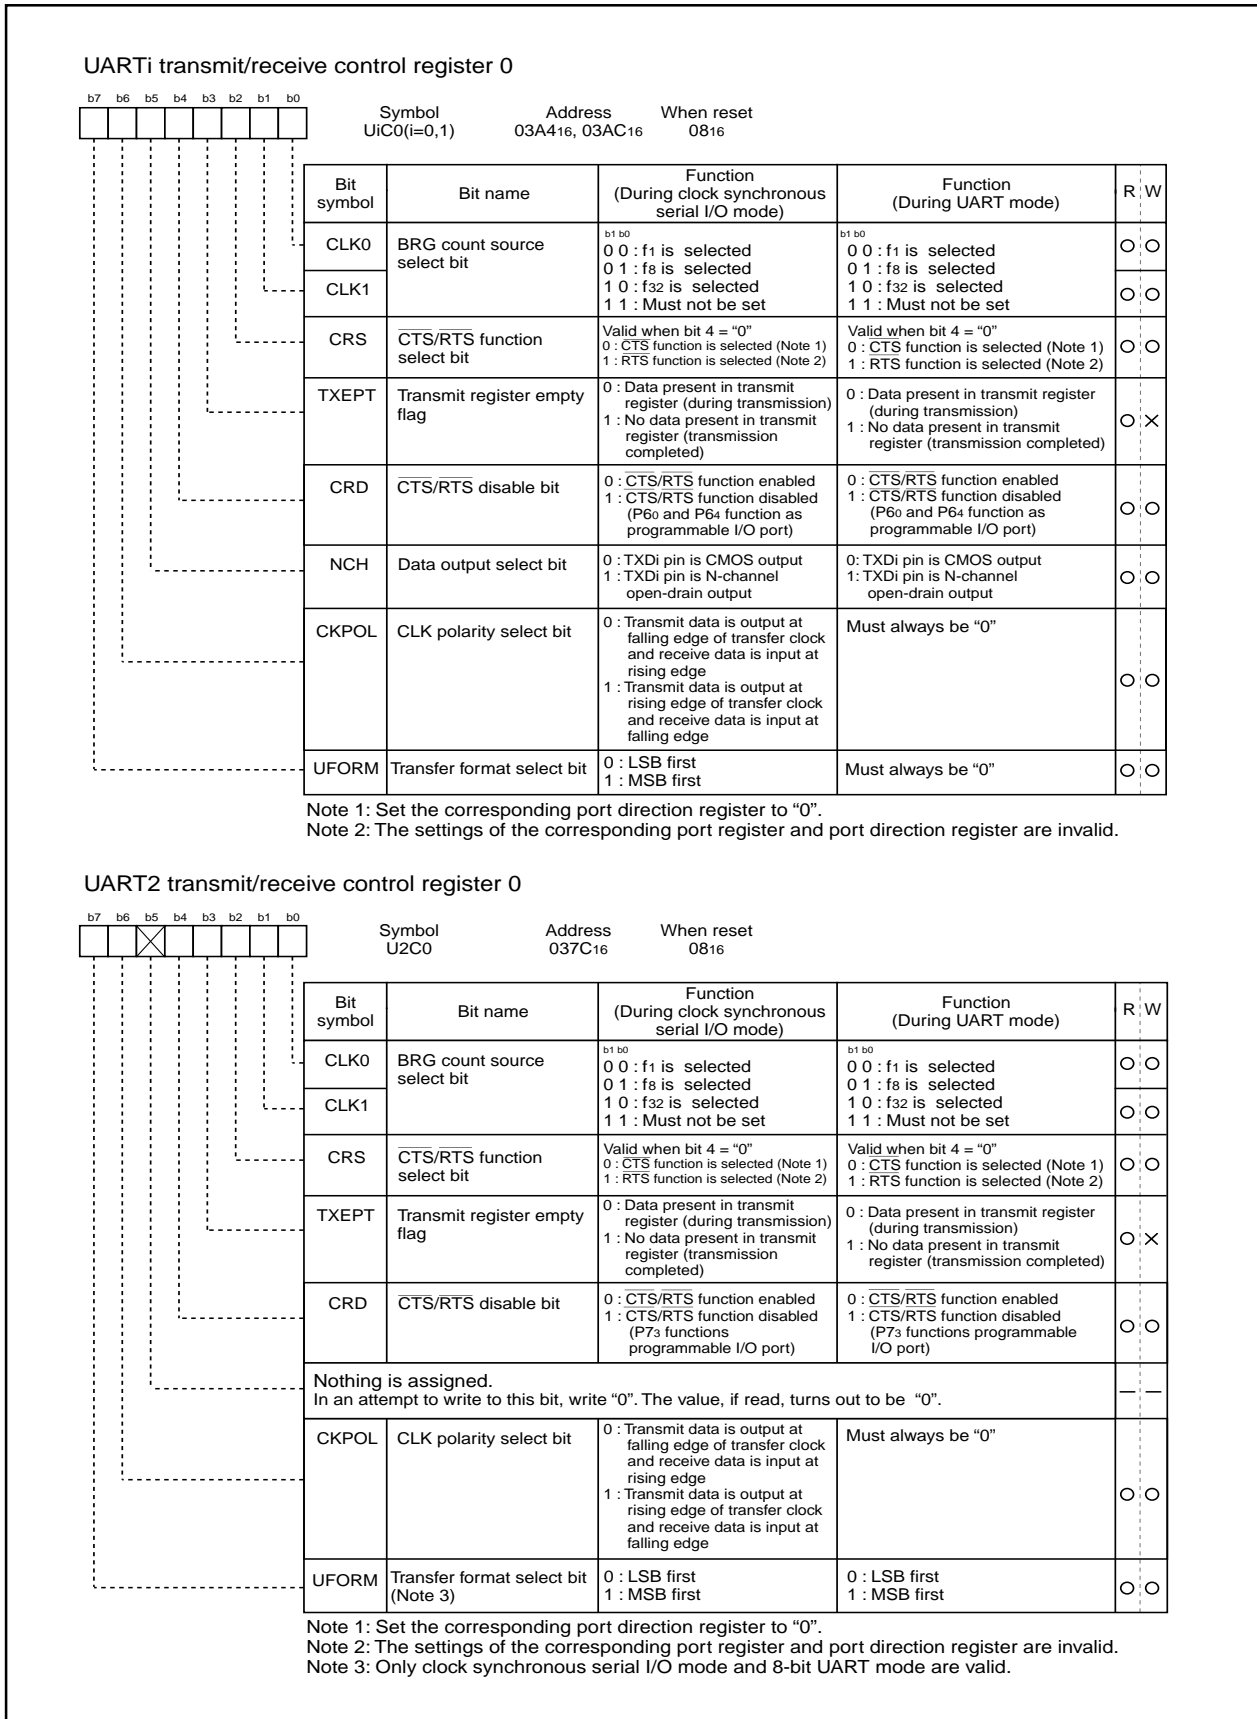 UARTi transmit/receive control register 0
b7 b6 b5 b4 b3 b2 b1 b0
Symbol Address When reset
UiC0(i=0,1) 03A416, 03AC16 0816
Bit symbol Bit name Function (During clock synchronous serial I/O mode) Function (During UART mode) R W
CLK0 BRG count source select bit
CLK1
b1 b0
0 0 : f1 is selected
0 1 : f8 is selected
1 0 : f32 is selected
1 1 : Must not be set
b1 b0
0 0 : f1 is selected
0 1 : f8 is selected
1 0 : f32 is selected
1 1 : Must not be set
CRS CTS/RTS function select bit
Valid when bit 4 = “0”
0 : CTS function is selected (Note 1)
1 : RTS function is selected (Note 2)
Valid when bit 4 = “0”
0 : CTS function is selected (Note 1)
1 : RTS function is selected (Note 2)
TXEPT Transmit register empty flag
0 : Data present in transmit
register (during transmission)
1 : No data present in transmit
register (transmission
completed)
0 : Data present in transmit register
(during transmission)
1 : No data present in transmit
register (transmission completed)
CRD CTS/RTS disable bit
0 : CTS/RTS function enabled
1 : CTS/RTS function disabled
(P60 and P64 function as
programmable I/O port)
0 : CTS/RTS function enabled
1 : CTS/RTS function disabled
(P60 and P64 function as
programmable I/O port)
NCH Data output select bit
0 : TXDi pin is CMOS output
1 : TXDi pin is N-channel
open-drain output
0: TXDi pin is CMOS output
1: TXDi pin is N-channel
open-drain output
CKPOL CLK polarity select bit
0 : Transmit data is output at
falling edge of transfer clock
and receive data is input at
rising edge
1 : Transmit data is output at
rising edge of transfer clock
and receive data is input at
falling edge
Must always be “0”
UFORM Transfer format select bit
0 : LSB first
1 : MSB first
Must always be “0”
Note 1: Set the corresponding port direction register to “0”.
Note 2: The settings of the corresponding port register and port direction register are invalid.
UART2 transmit/receive control register 0
b7 b6 b5 b4 b3 b2 b1 b0
Symbol Address When reset
U2C0 037C16 0816
Bit symbol Bit name Function (During clock synchronous serial I/O mode) Function (During UART mode) R W
CLK0 BRG count source select bit
CLK1
b1 b0
0 0 : f1 is selected
0 1 : f8 is selected
1 0 : f32 is selected
1 1 : Must not be set
b1 b0
0 0 : f1 is selected
0 1 : f8 is selected
1 0 : f32 is selected
1 1 : Must not be set
CRS CTS/RTS function select bit
Valid when bit 4 = “0”
0 : CTS function is selected (Note 1)
1 : RTS function is selected (Note 2)
Valid when bit 4 = “0”
0 : CTS function is selected (Note 1)
1 : RTS function is selected (Note 2)
TXEPT Transmit register empty flag
0 : Data present in transmit
register (during transmission)
1 : No data present in transmit
register (transmission
completed)
0 : Data present in transmit register
(during transmission)
1 : No data present in transmit
register (transmission completed)
CRD CTS/RTS disable bit
0 : CTS/RTS function enabled
1 : CTS/RTS function disabled
(P73 functions
programmable I/O port)
0 : CTS/RTS function enabled
1 : CTS/RTS function disabled
(P73 functions programmable
I/O port)
Nothing is assigned.
In an attempt to write to this bit, write “0”. The value, if read, turns out to be “0”.
CKPOL CLK polarity select bit
0 : Transmit data is output at
falling edge of transfer clock
and receive data is input at
rising edge
1 : Transmit data is output at
rising edge of transfer clock
and receive data is input at
falling edge
Must always be “0”
UFORM Transfer format select bit (Note 3)
0 : LSB first
1 : MSB first
0 : LSB first
1 : MSB first
Note 1: Set the corresponding port direction register to “0”.
Note 2: The settings of the corresponding port register and port direction register are invalid.
Note 3: Only clock synchronous serial I/O mode and 8-bit UART mode are valid.